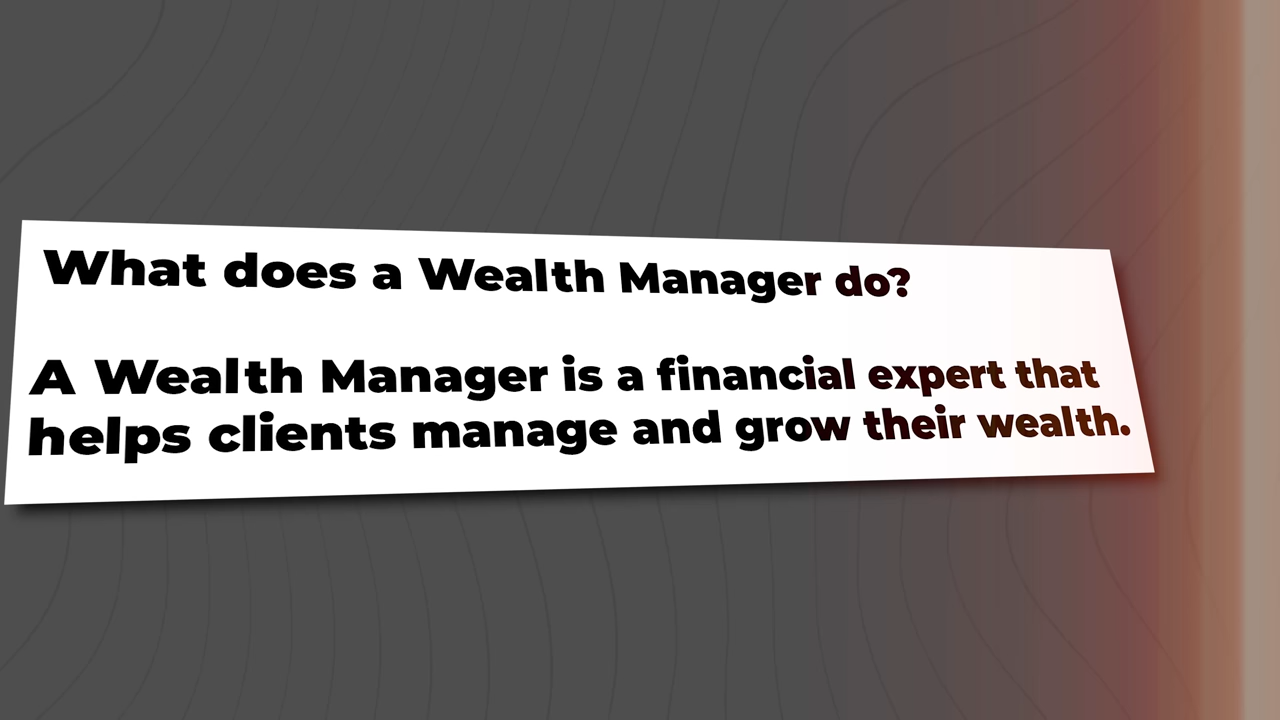 What does a Wealth Manager do?
A Wealth Manager is a financial expert that
helps clients manage and grow their wealth.